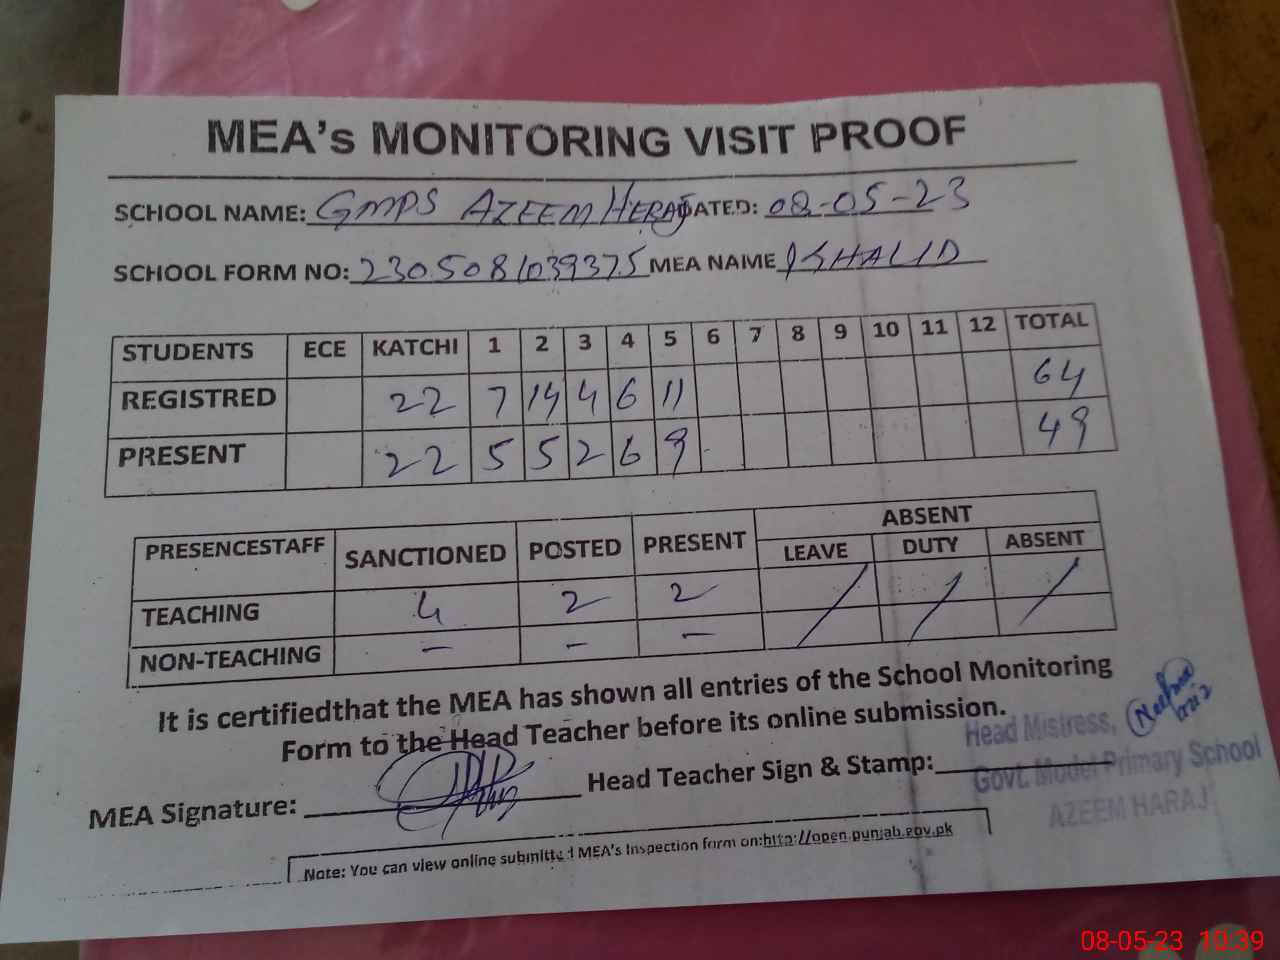 MEA's MONITORING VISIT PROOF
SCHOOL NAME: GMPS AZEEM HERAJ DATED: 08-05-23
SCHOOL FORM NO: 2305081039375 MEA NAME KHALID
STUDENTS ECE KATCHI 1 2 3 4 5 6 7 8 9 10 11 12 TOTAL
REGISTRED 22 7 14 4 6 11 64
PRESENT 22 5 5 2 6 9 49
PRESENCESTAFF SANCTIONED POSTED PRESENT ABSENT
LEAVE DUTY ABSENT
TEACHING 4 2 2 / / /
NON-TEACHING - - -
It is certifiedthat the MEA has shown all entries of the School Monitoring
Form to the Head Teacher before its online submission.
MEA Signature: Head Teacher Sign & Stamp:
Head Mistress,
Govt. Model Primary School
AZEEM HARAJ
Note: You can view online submitted MEA's Inspection form on:http://open.punjab.gov.pk
08-05-23 10:39